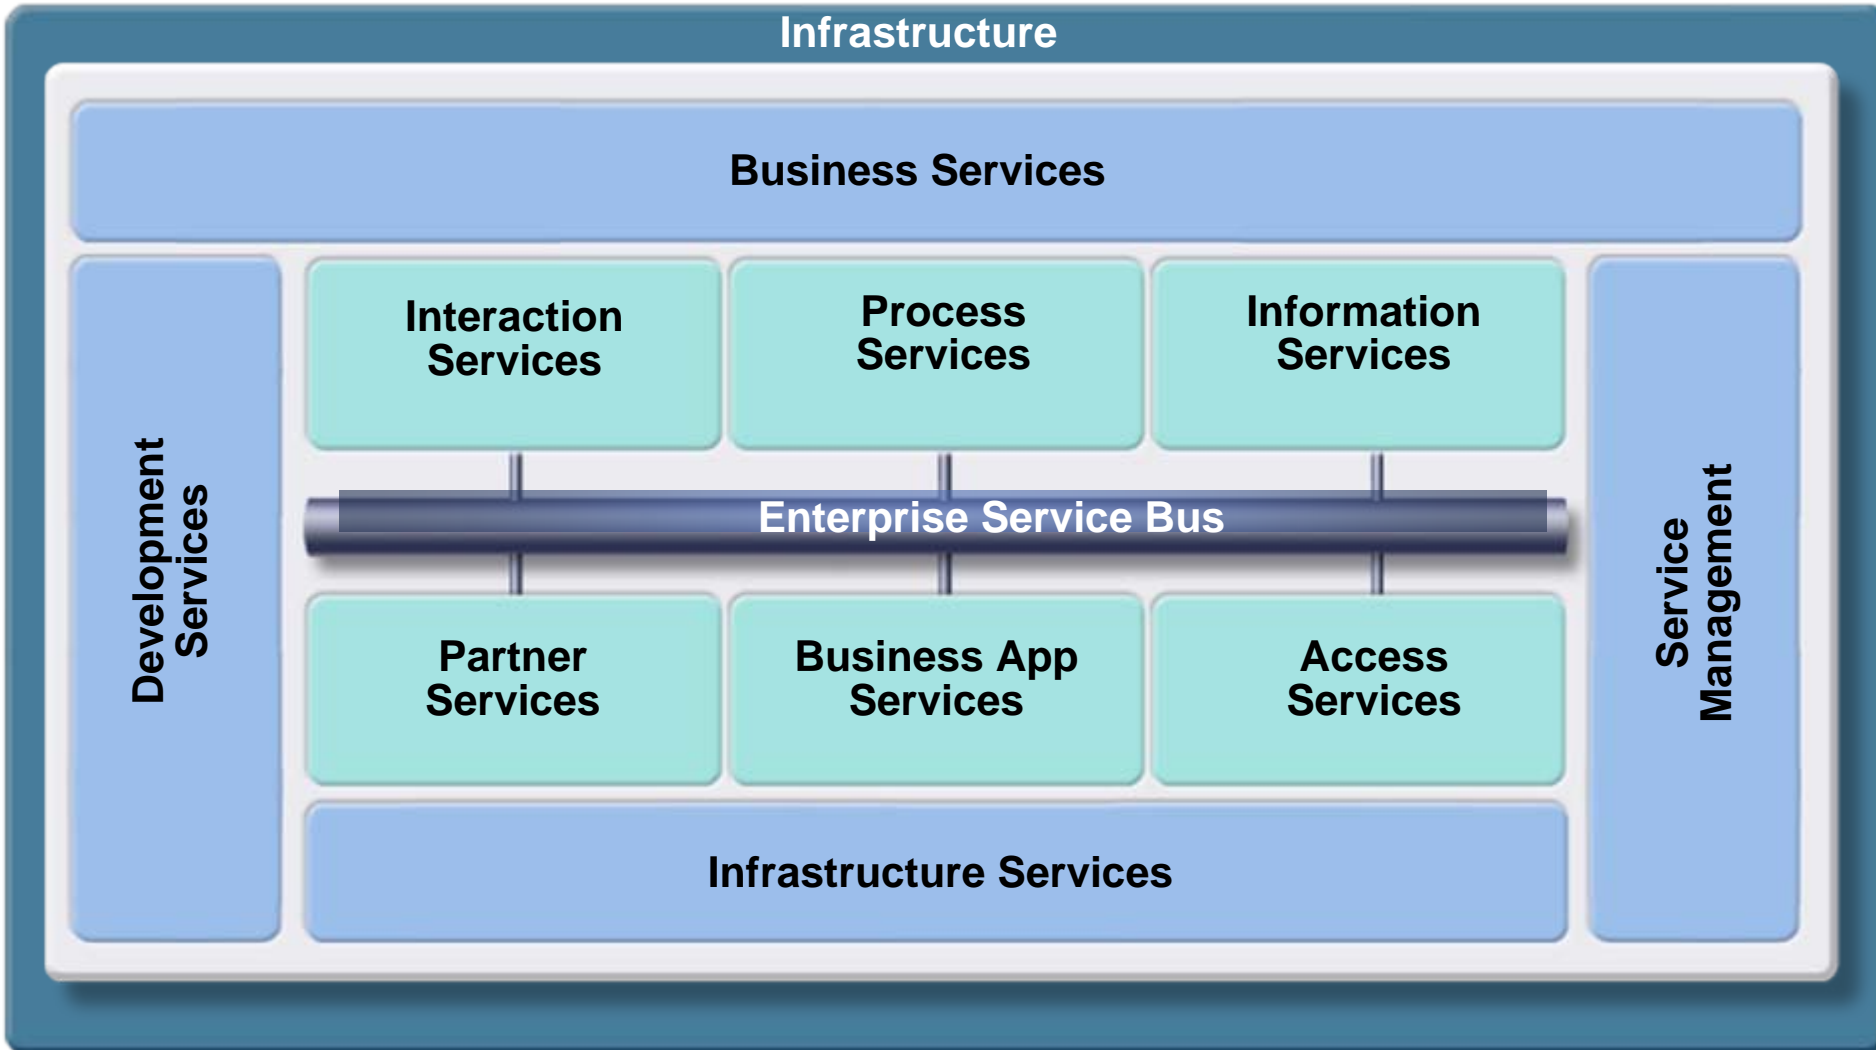 Infrastructure
Business Services
Development
Services
Interaction
Services
Process
Services
Information
Services
Enterprise Service Bus
Partner
Services
Business App
Services
Access
Services
Service
Management
Infrastructure Services